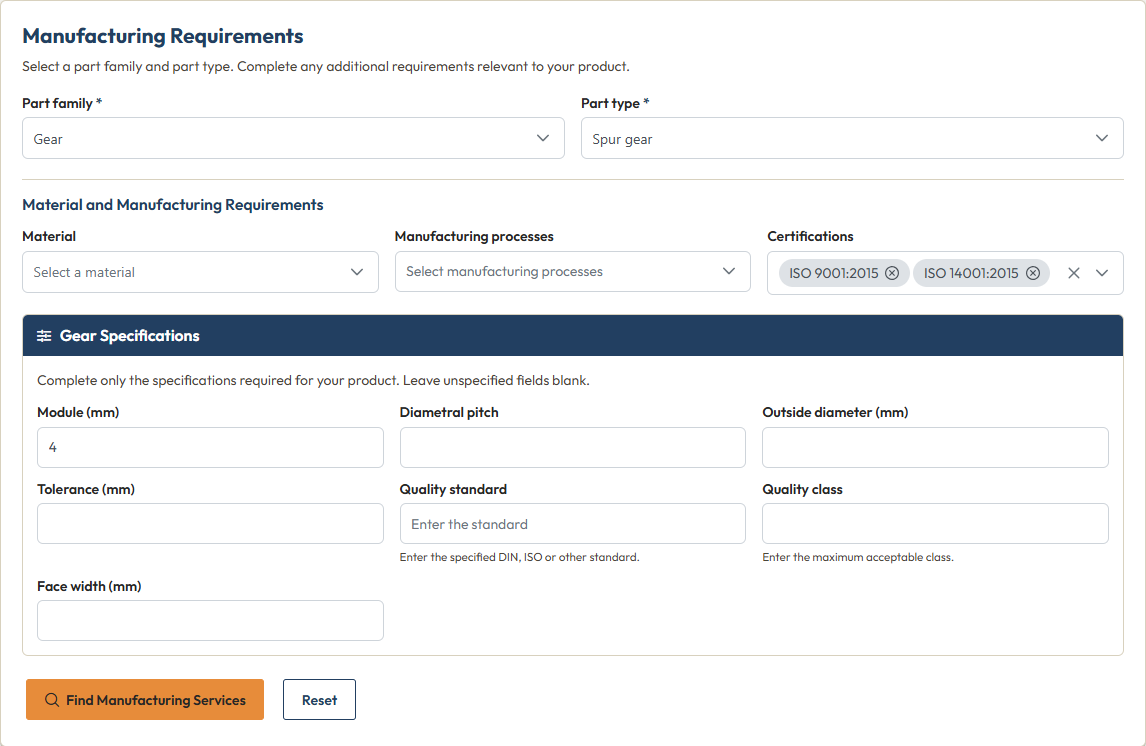 Manufacturing Requirements
Select a part family and part type. Complete any additional requirements relevant to your product.
Part family * Part type *
Gear Spur gear
Material and Manufacturing Requirements
Material Manufacturing processes Certifications
Select a material Select manufacturing processes ISO 9001:2015 ISO 14001:2015
Gear Specifications
Complete only the specifications required for your product. Leave unspecified fields blank.
Module (mm) Diametral pitch Outside diameter (mm)
4
Tolerance (mm) Quality standard Quality class
Enter the standard
Enter the specified DIN, ISO or other standard. Enter the maximum acceptable class.
Face width (mm)
Find Manufacturing Services Reset